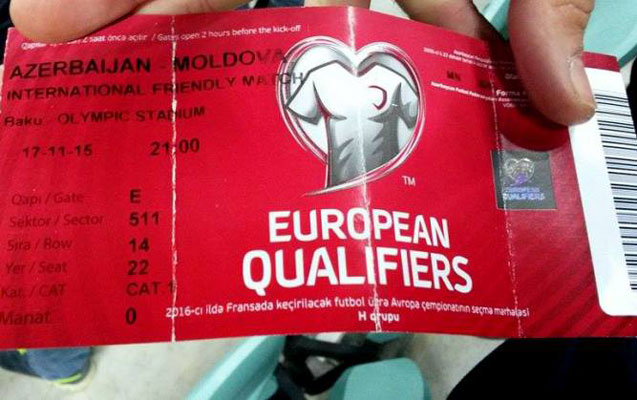 Qapılar oyundan 2 saat öncə açılır / Gates open 2 hours before the kick-off
AZERBAIJAN - MOLDOVA
INTERNATIONAL FRIENDLY MATCH
Baku - OLYMPIC STADIUM
17-11-15 21:00
Qapı / Gate E
Sektor / Sector 511
Sıra / Row 14
Yer / Seat 22
Kat. / CAT CAT 1
Manat 0
TM
EUROPEAN
QUALIFIERS
2016-cı ildə Fransada keçiriləcək futbol üzrə Avropa çempionatının seçmə mərhələsi
H qrupu